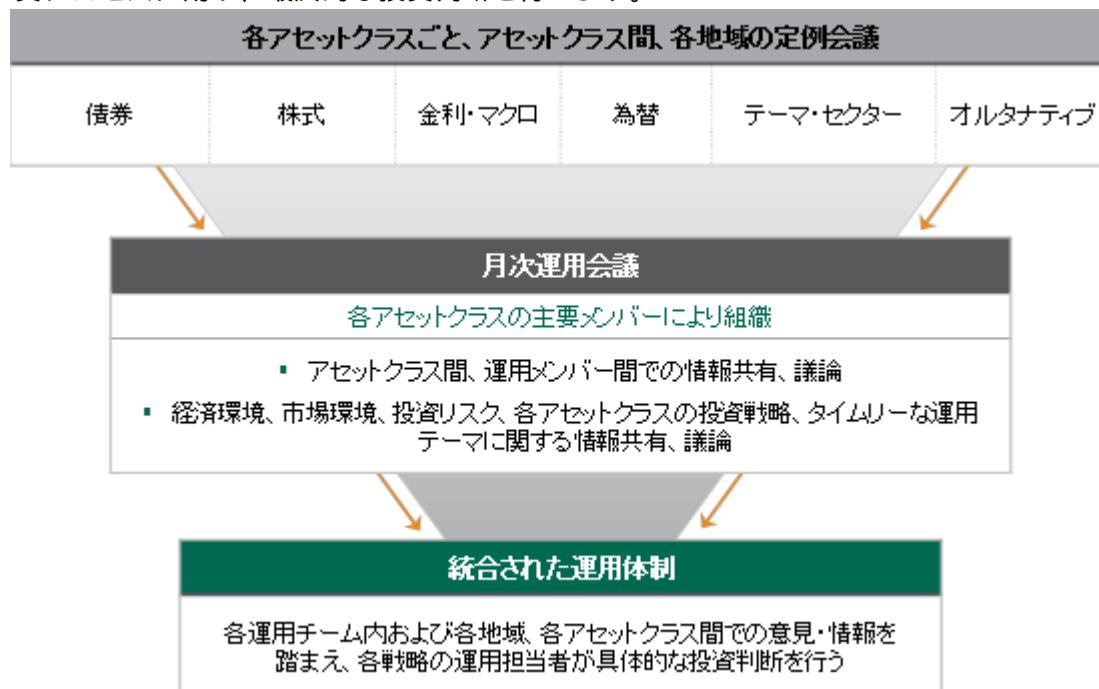 各アセットクラスごと、アセットクラス間、各地域の定例会議
債券
株式
金利・マクロ
為替
テーマ・セクター
オルタナティブ
月次運用会議
各アセットクラスの主要メンバーにより組織
▪ アセットクラス間、運用メンバー間での情報共有、議論
▪ 経済環境、市場環境、投資リスク、各アセットクラスの投資戦略、タイムリーな運用
テーマに関する情報共有、議論
統合された運用体制
各運用チーム内および各地域、各アセットクラス間での意見・情報を
踏まえ、各戦略の運用担当者が具体的な投資判断を行う